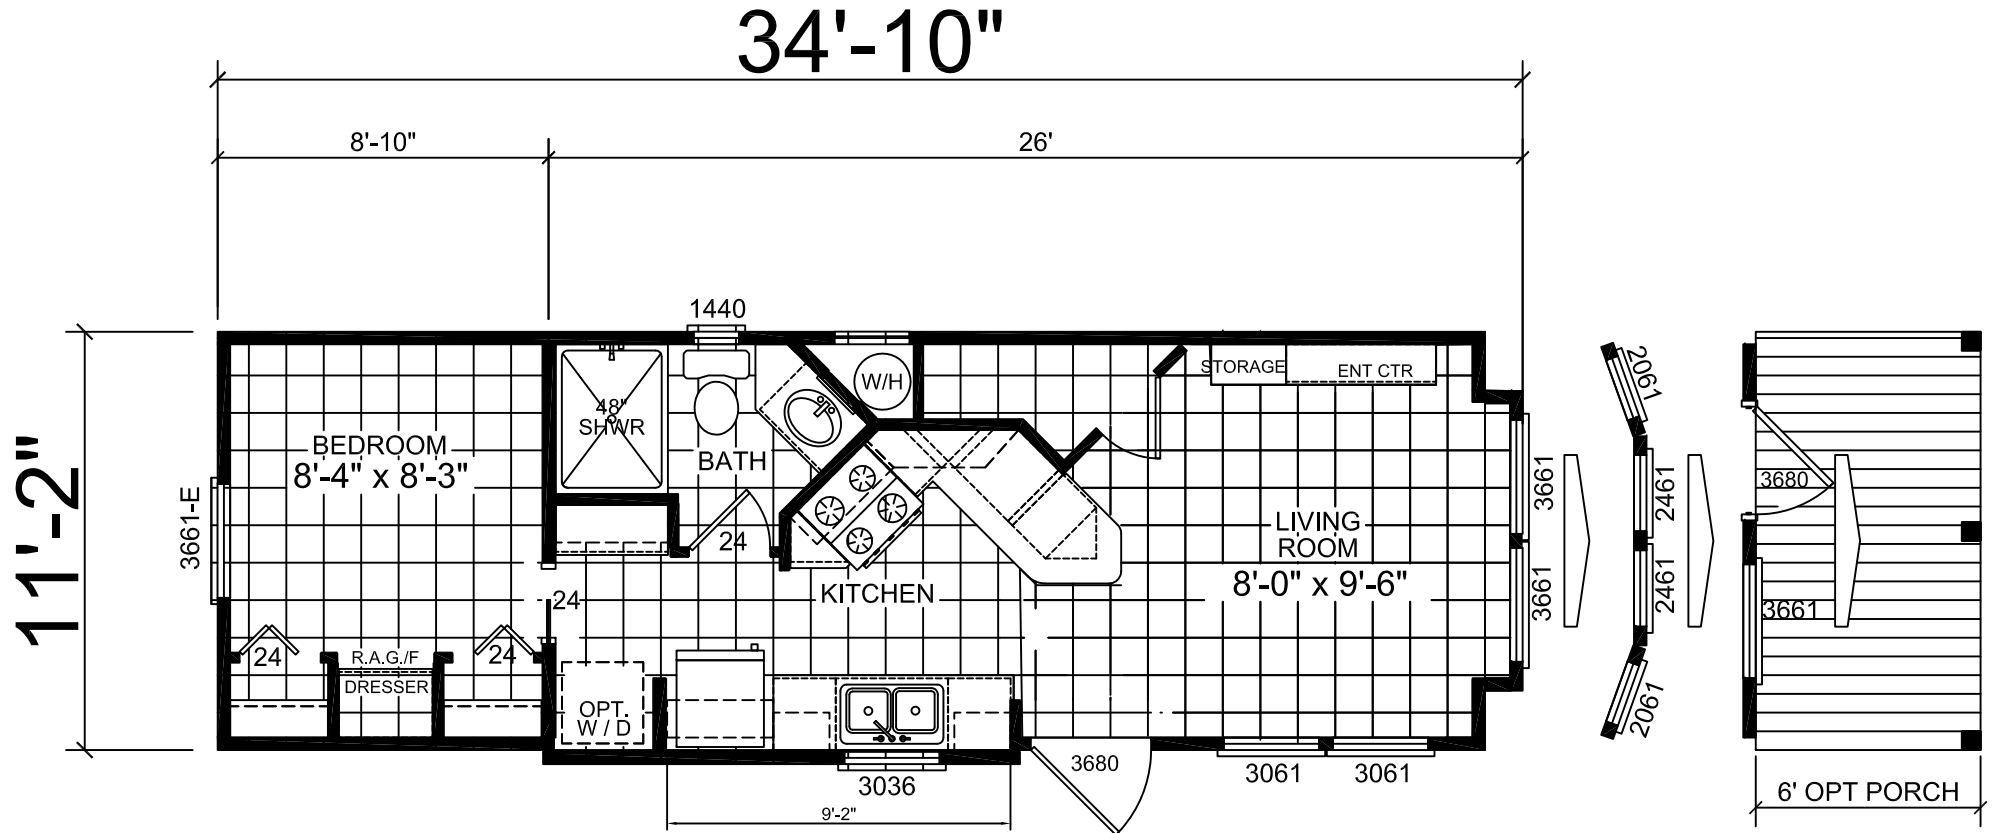 34'-10"
8'-10"
26'
11'-2"
1440
W/H
STORAGE
ENT CTR
48"
SHWR
BEDROOM
8'-4" x 8'-3"
BATH
3661-E
24
KITCHEN
24
LIVING
ROOM
8'-0" x 9'-6"
3661
3661
24
R.A.G./F
DRESSER
24
OPT.
W / D
3036
9'-2"
3680
3061
3061
2061
2461
2461
2061
3680
3661
6' OPT PORCH